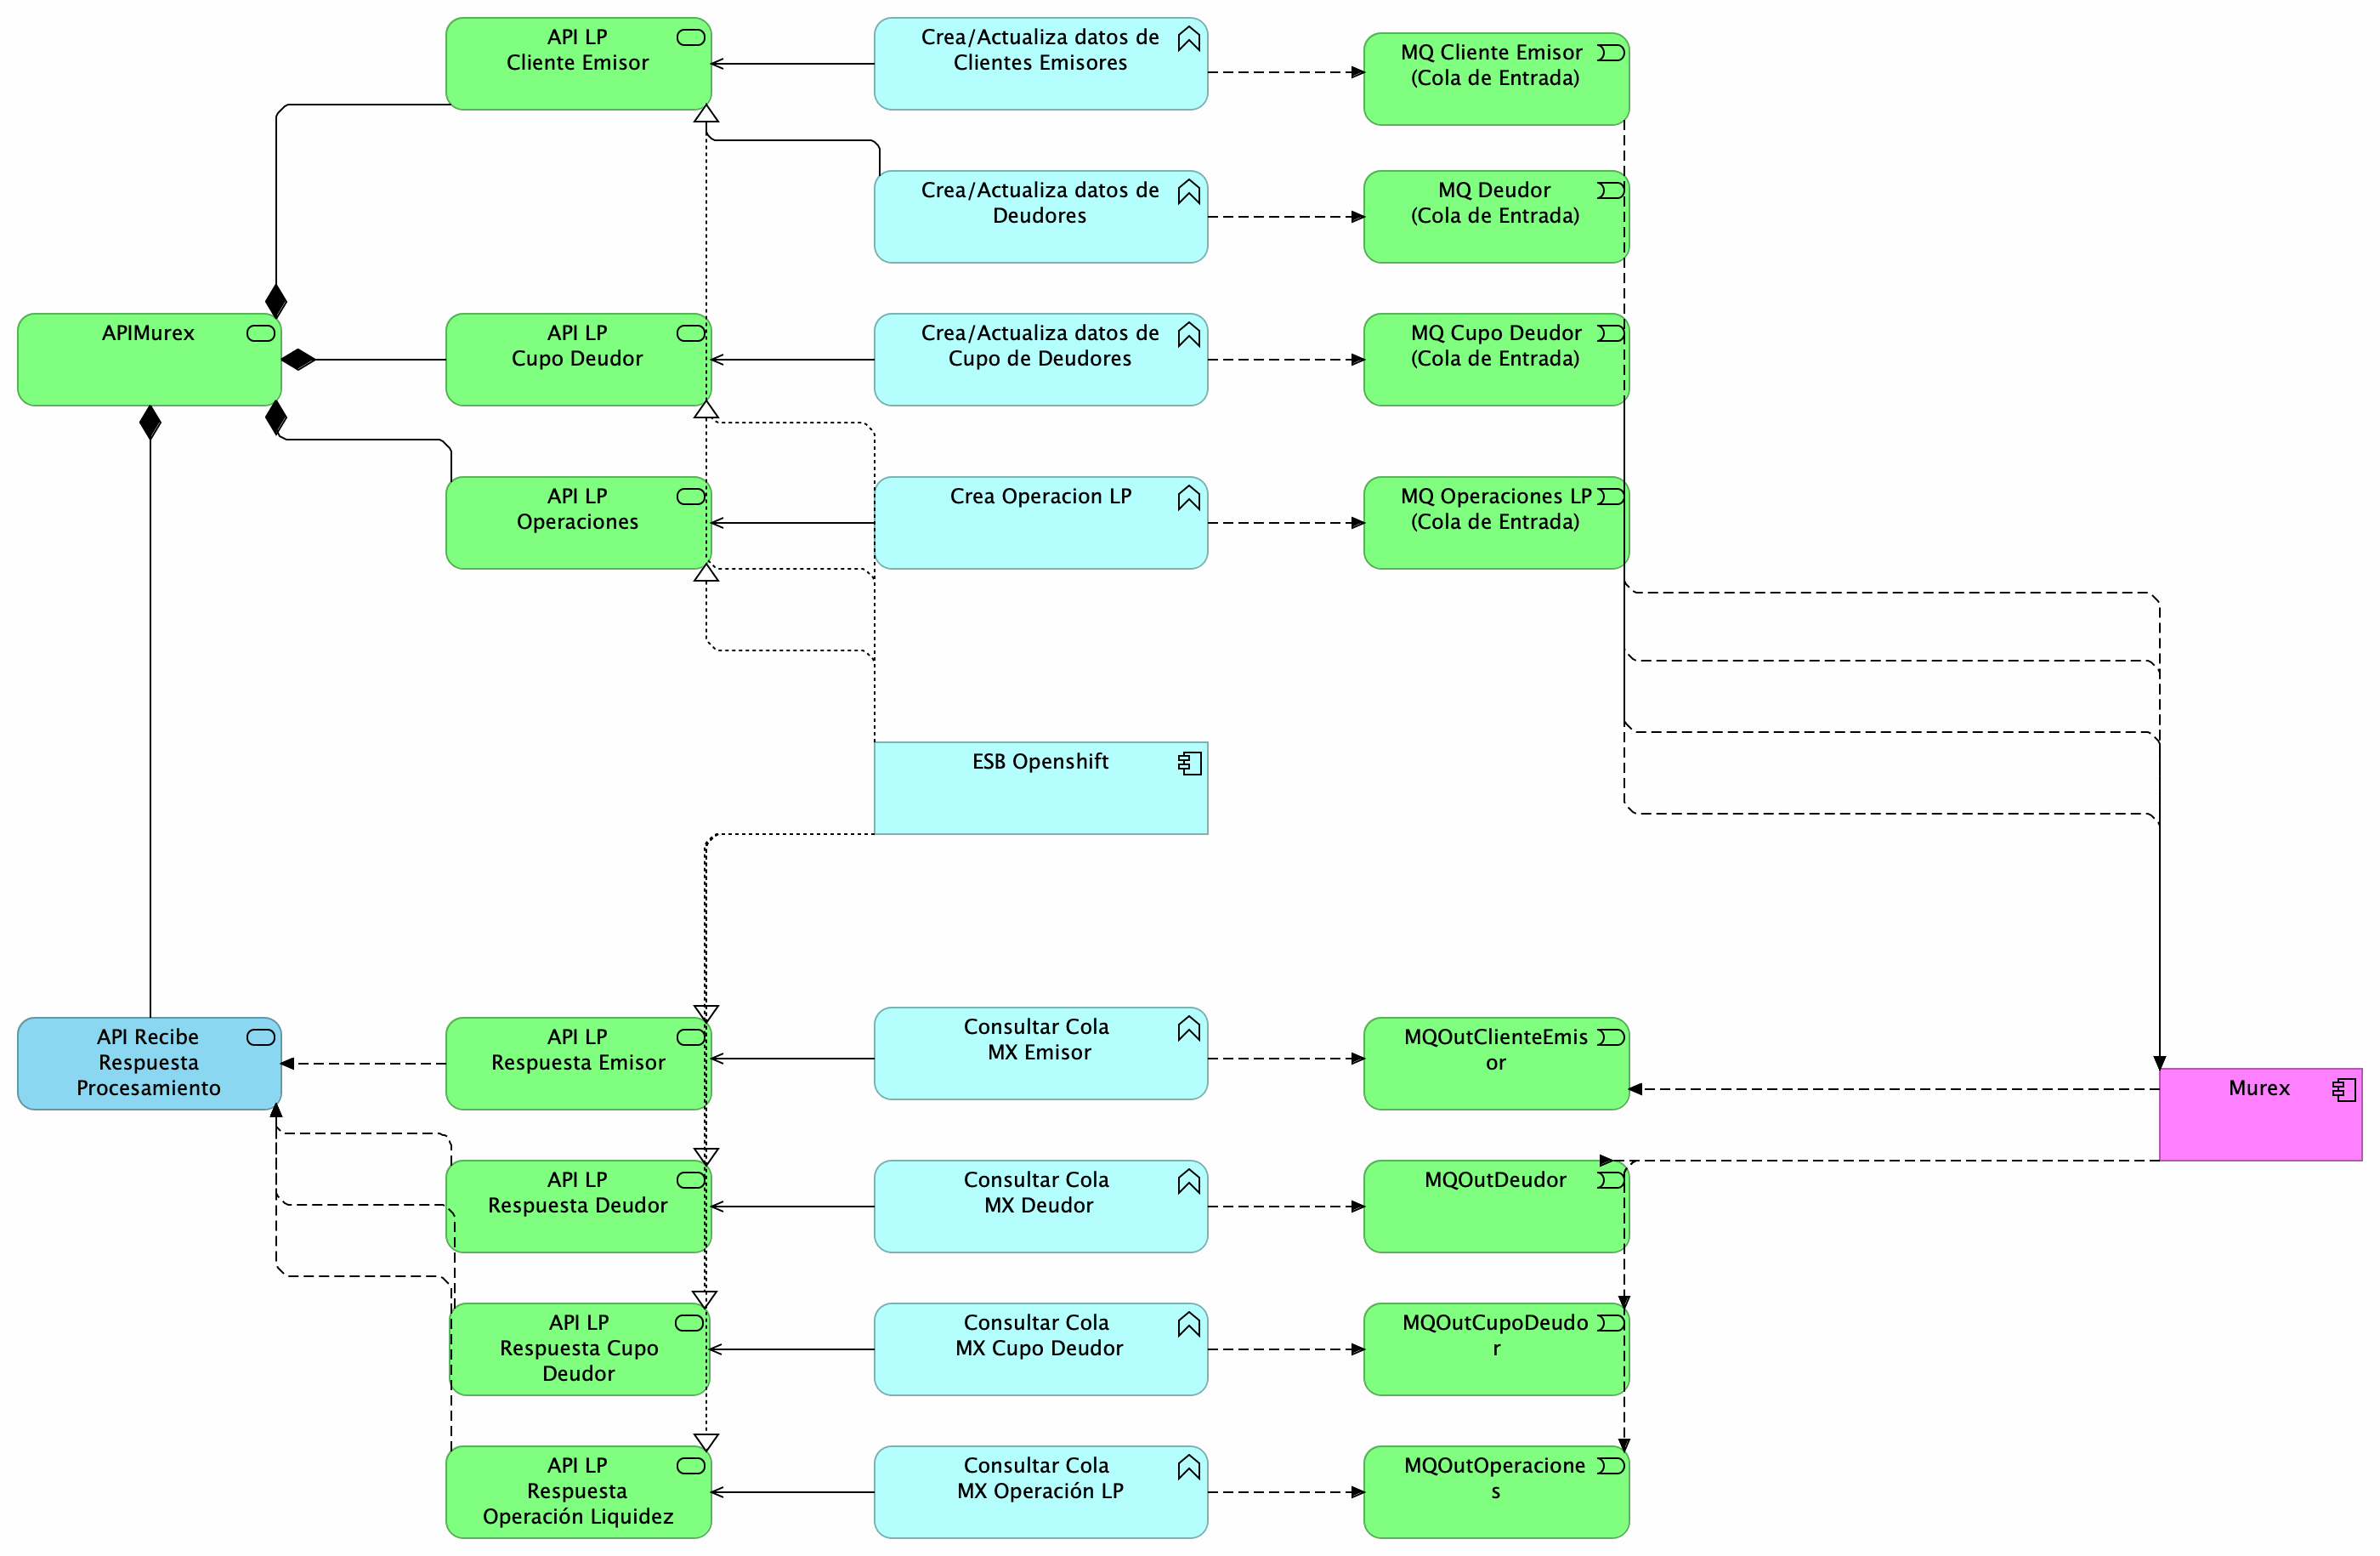 API LP
Cliente Emisor
Crea/Actualiza datos de
Clientes Emisores
MQ Cliente Emisor
(Cola de Entrada)
Crea/Actualiza datos de
Deudores
MQ Deudor
(Cola de Entrada)
APIMurex
API LP
Cupo Deudor
Crea/Actualiza datos de
Cupo de Deudores
MQ Cupo Deudor
(Cola de Entrada)
API LP
Operaciones
Crea Operacion LP
MQ Operaciones LP
(Cola de Entrada)
ESB Openshift
API Recibe
Respuesta
Procesamiento
API LP
Respuesta Emisor
Consultar Cola
MX Emisor
MQOutClienteEmis
or
Murex
API LP
Respuesta Deudor
Consultar Cola
MX Deudor
MQOutDeudor
API LP
Respuesta Cupo
Deudor
Consultar Cola
MX Cupo Deudor
MQOutCupoDeudo
r
API LP
Respuesta
Operación Liquidez
Consultar Cola
MX Operación LP
MQOutOperacione
s